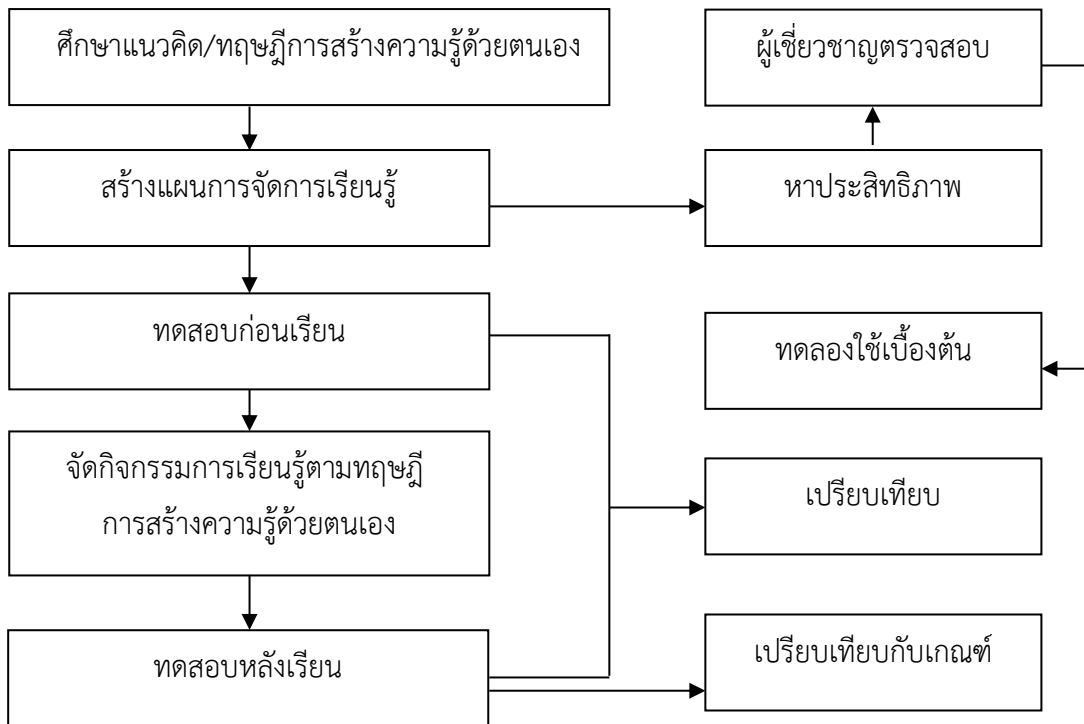 ศึกษาแนวคิด/ทฤษฎีการสร้างความรู้ด้วยตนเอง
ผู้เชี่ยวชาญตรวจสอบ
สร้างแผนการจัดการเรียนรู้
หาประสิทธิภาพ
ทดสอบก่อนเรียน
ทดลองใช้เบื้องต้น
จัดกิจกรรมการเรียนรู้ตามทฤษฎี
การสร้างความรู้ด้วยตนเอง
เปรียบเทียบ
ทดสอบหลังเรียน
เปรียบเทียบกับเกณฑ์